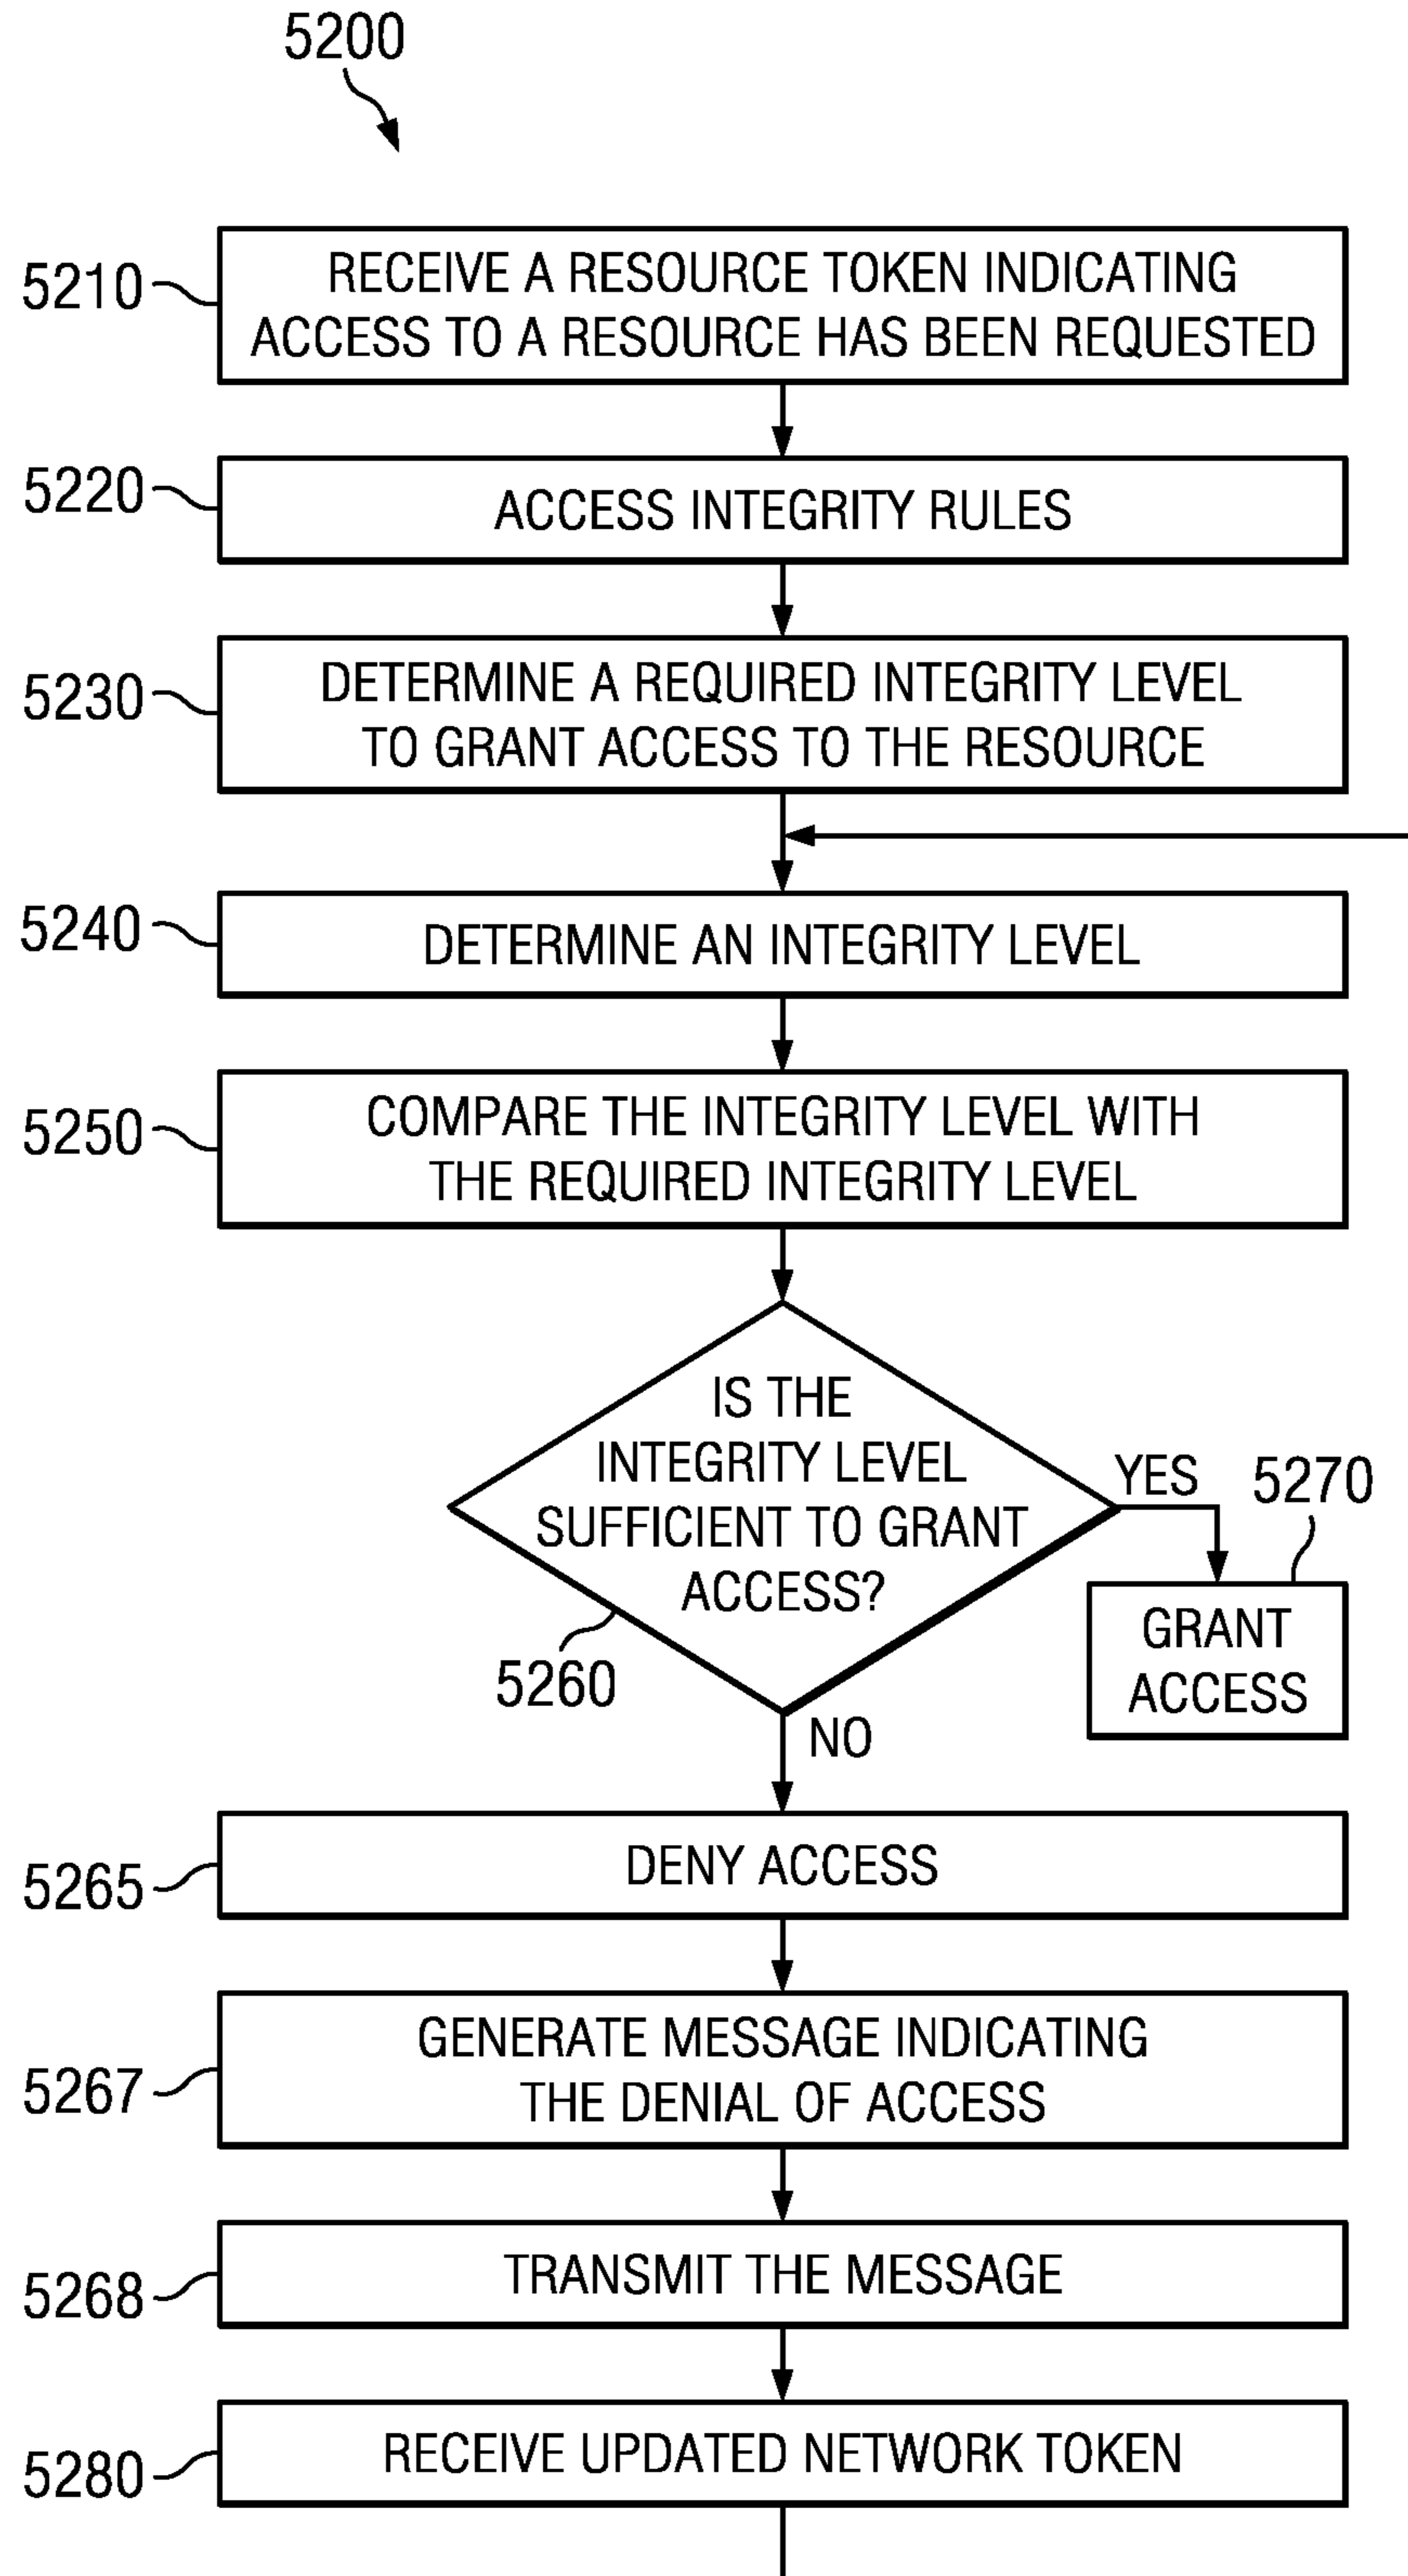 5200
5210
RECEIVE A RESOURCE TOKEN INDICATING
ACCESS TO A RESOURCE HAS BEEN REQUESTED
5220
ACCESS INTEGRITY RULES
5230
DETERMINE A REQUIRED INTEGRITY LEVEL
TO GRANT ACCESS TO THE RESOURCE
5240
DETERMINE AN INTEGRITY LEVEL
5250
COMPARE THE INTEGRITY LEVEL WITH
THE REQUIRED INTEGRITY LEVEL
IS THE
INTEGRITY LEVEL
SUFFICIENT TO GRANT
ACCESS?
5260
YES
5270
GRANT
ACCESS
NO
5265
DENY ACCESS
5267
GENERATE MESSAGE INDICATING
THE DENIAL OF ACCESS
5268
TRANSMIT THE MESSAGE
5280
RECEIVE UPDATED NETWORK TOKEN